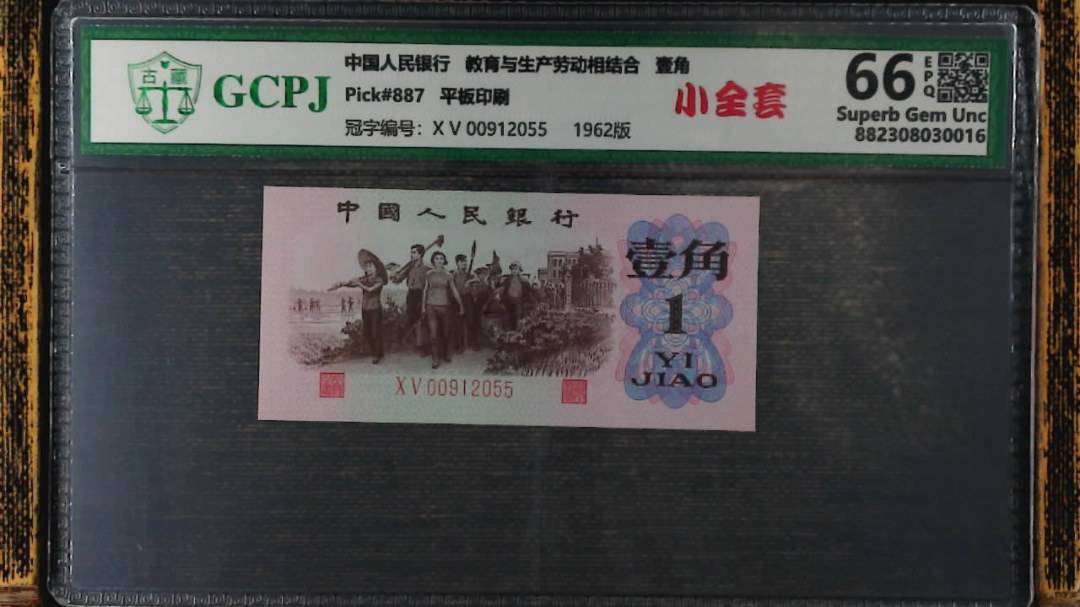 古 赢
GCPJ
中国人民银行 教育与生产劳动相结合 壹角
Pick#887 平板印刷
冠字编号：X V 00912055 1962版
小全套
66 EPQ
Superb Gem Unc
882308030016
中國人民銀行
壹角
1
YI
JIAO
X V 00912055